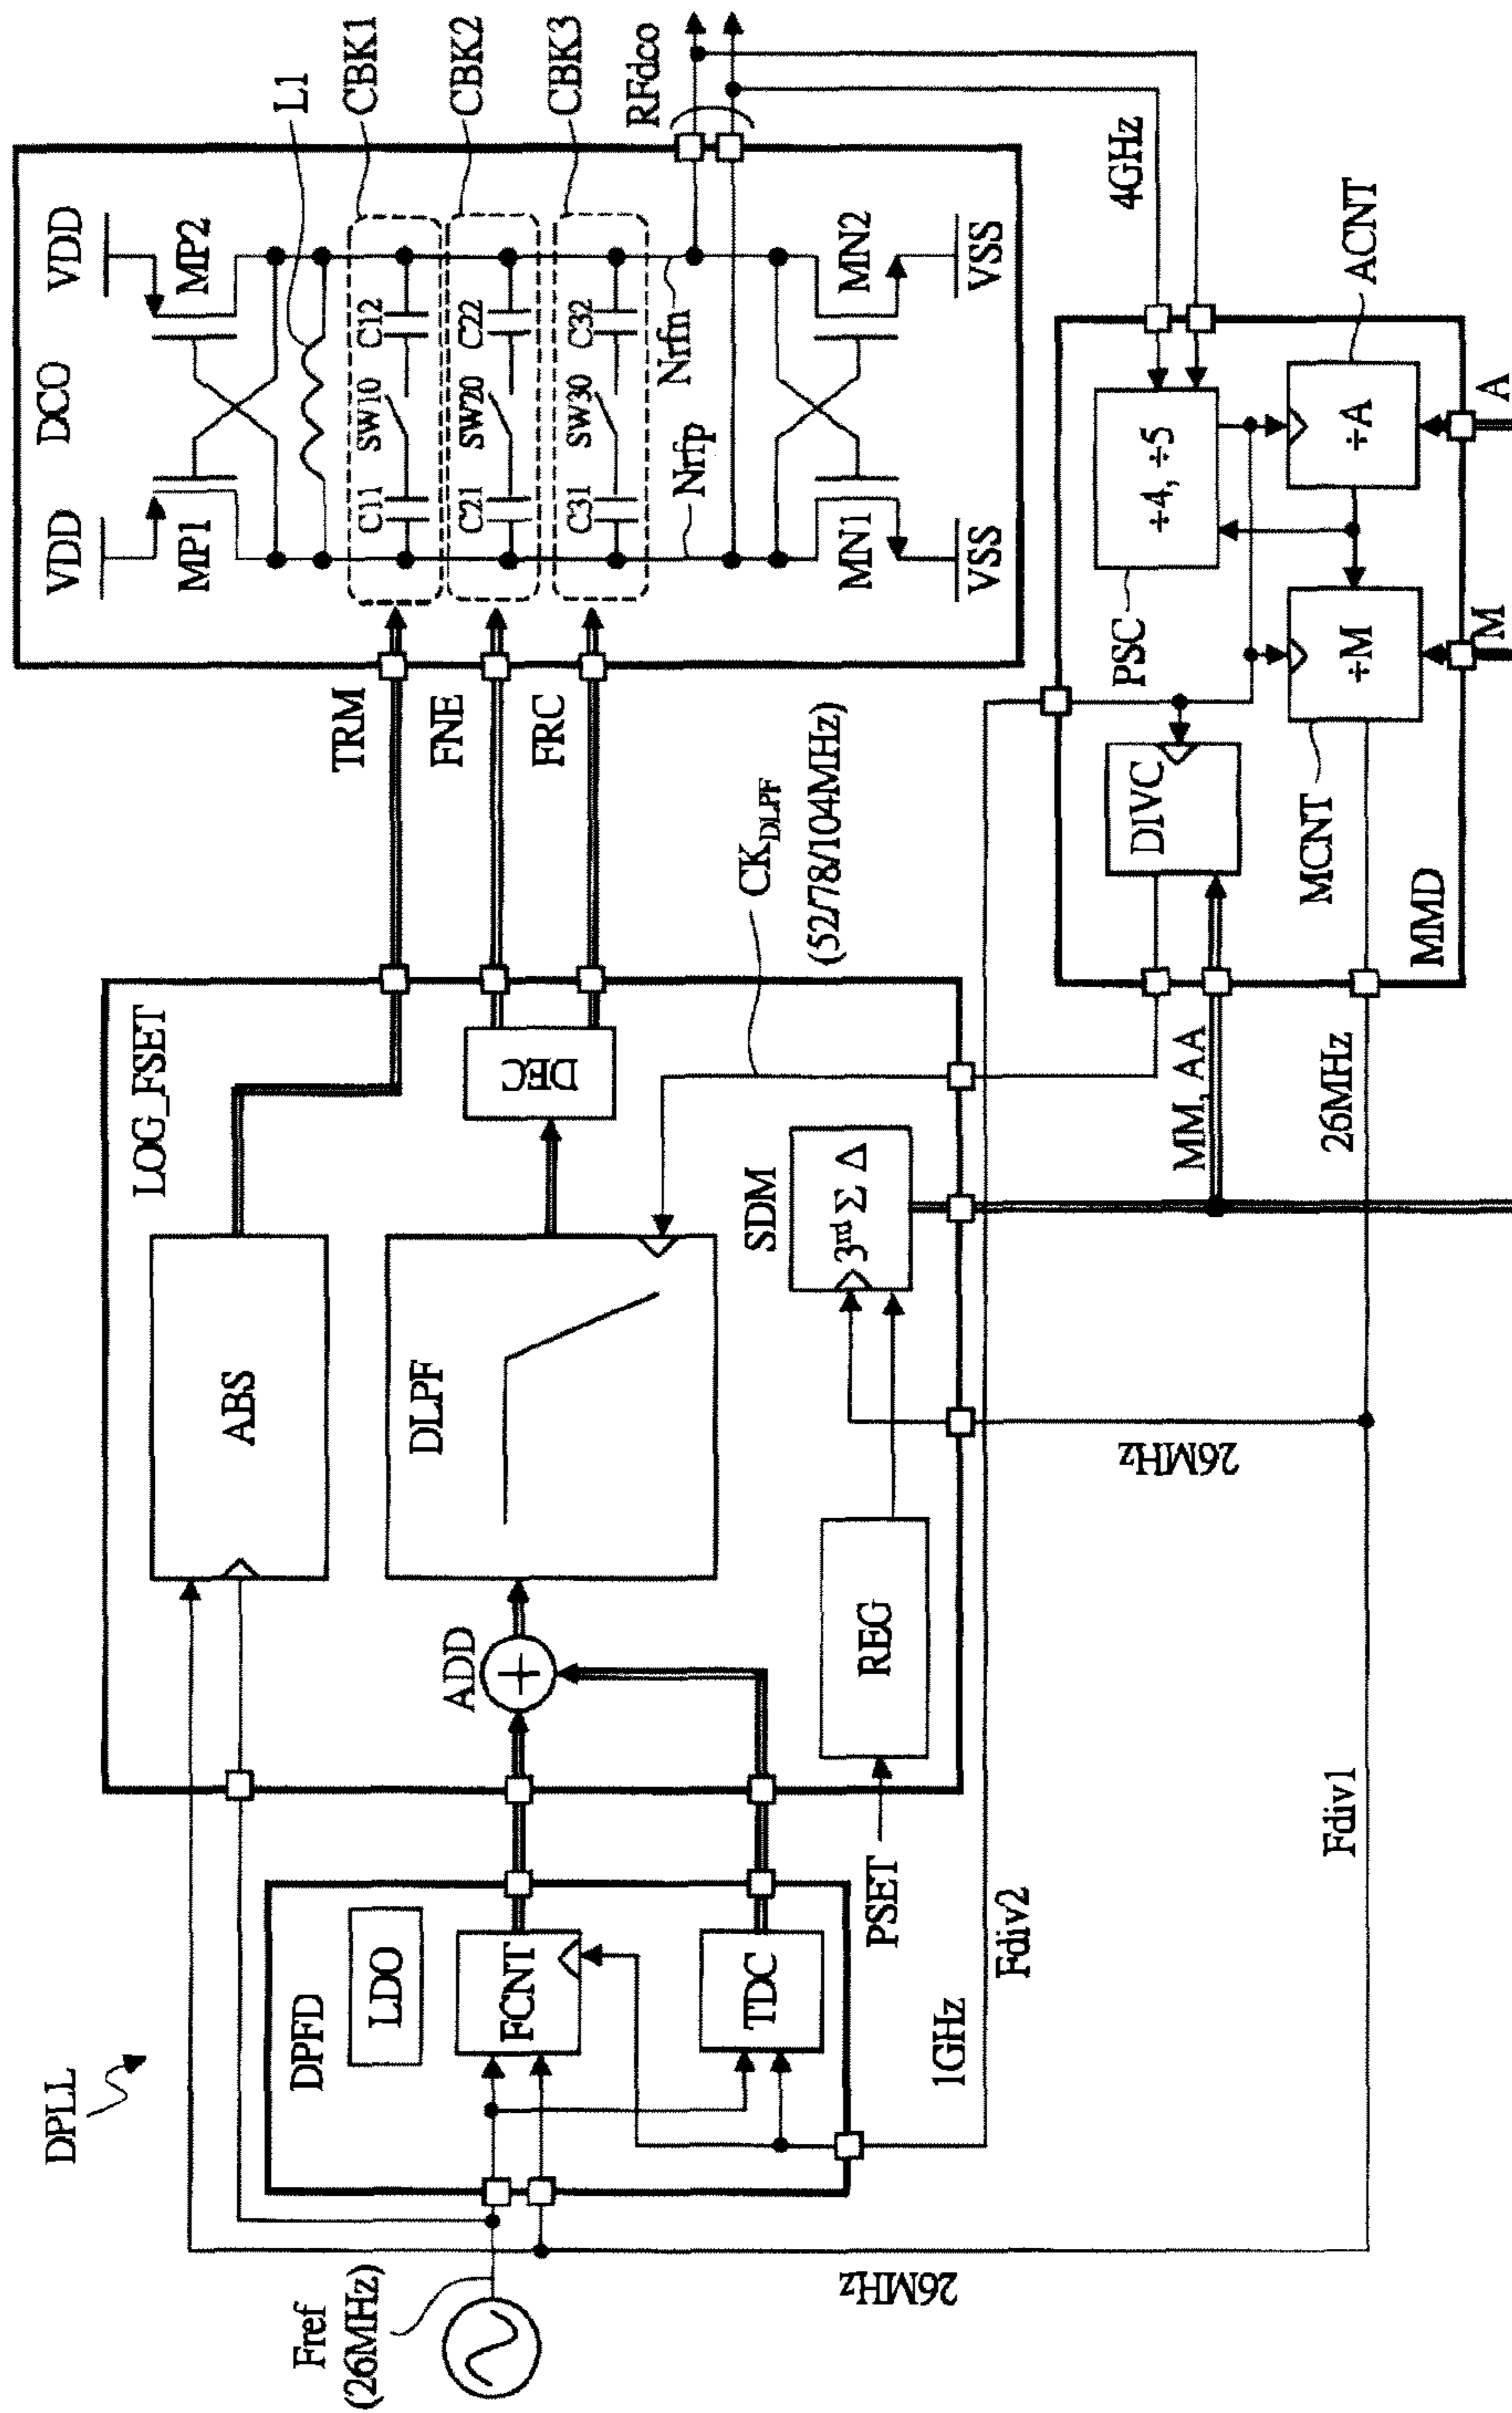 DPLL
Fref
(26MHz)
26MHz
DPFD
LDO
FCNT
TDC
1GHz
Fdiv2
Fdiv1
PSET
LOG_FSET
ABS
ADD
DLPF
REG
SDM
3rd Σ Δ
DEC
26MHz
26MHz
MM, AA
CKDLPF
(52/78/104MHz)
TRM
FNE
FRC
DCO
VDD
VDD
MP1
MP2
L1
CBK1
C11
SW10
C12
CBK2
C21
SW20
C22
CBK3
C31
SW30
C32
Nrfp
Nrfn
RFdco
MN1
MN2
VSS
VSS
4GHz
PSC
÷4, ÷5
ACNT
÷A
÷M
DIVC
MCNT
MMD
M
A